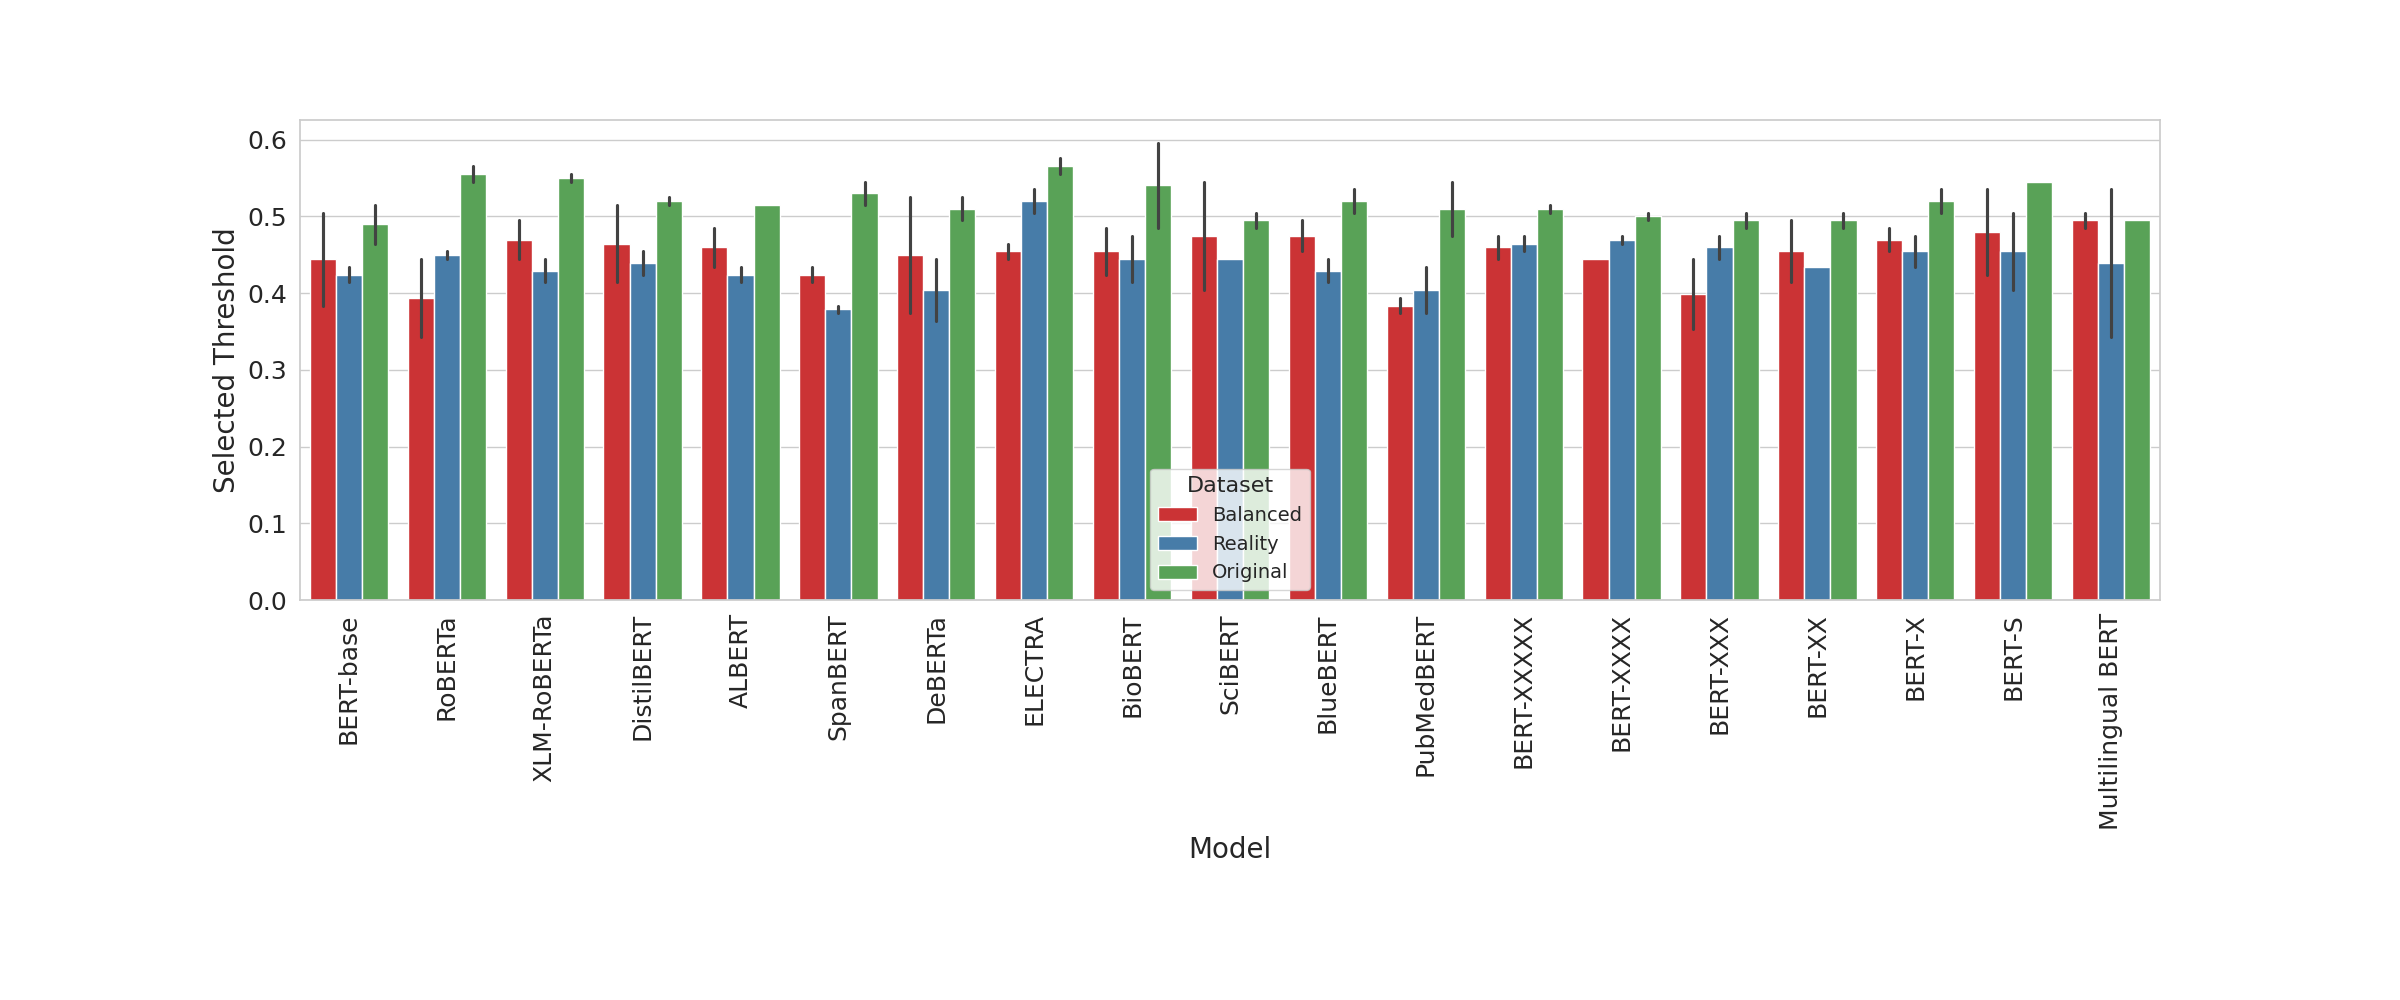 0.6
0.5
0.4
0.3
0.2
0.1
0.0
Selected Threshold
Dataset
Balanced
Reality
Original
BERT-base
RoBERTa
XLM-RoBERTa
DistilBERT
ALBERT
SpanBERT
DeBERTa
ELECTRA
BioBERT
SciBERT
BlueBERT
PubMedBERT
BERT-XXXXX
BERT-XXXX
BERT-XXX
BERT-XX
BERT-X
BERT-S
Multilingual BERT
Model